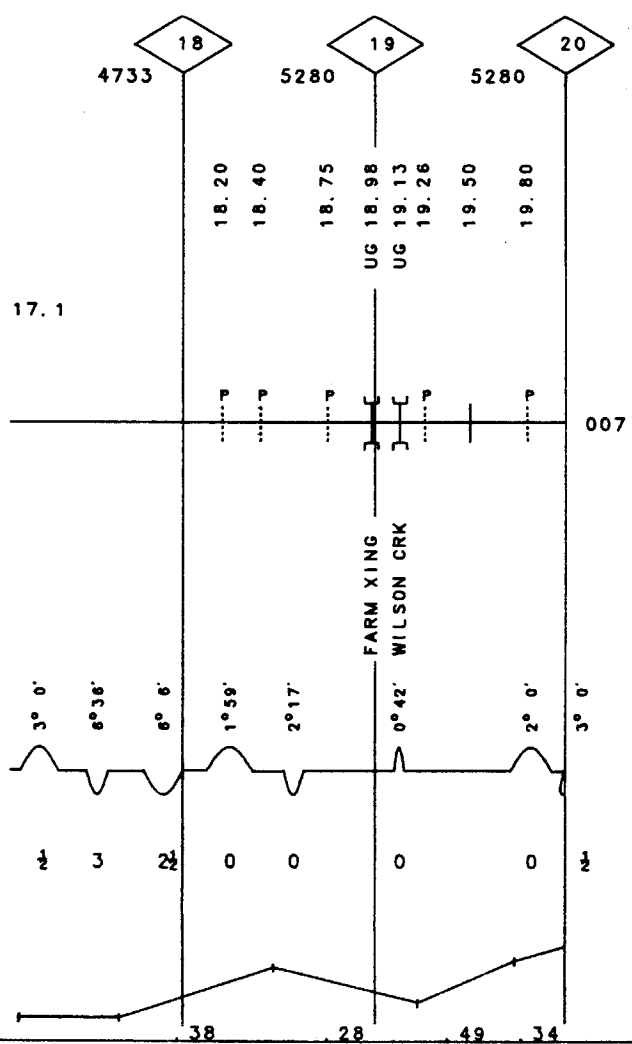 18 19 20
4733 5280 5280
18.20
18.40
18.75
UG 18.98
UG 19.13
19.26
19.50
19.80
17.1
P P P P P
007
FARM XING
WILSON CRK
3° 0'
6°36'
6° 6'
1°59'
2°17'
0°42'
2° 0'
3° 0'
½ 3 2½ 0 0 0 0 ½
.38 .28 .49 .34